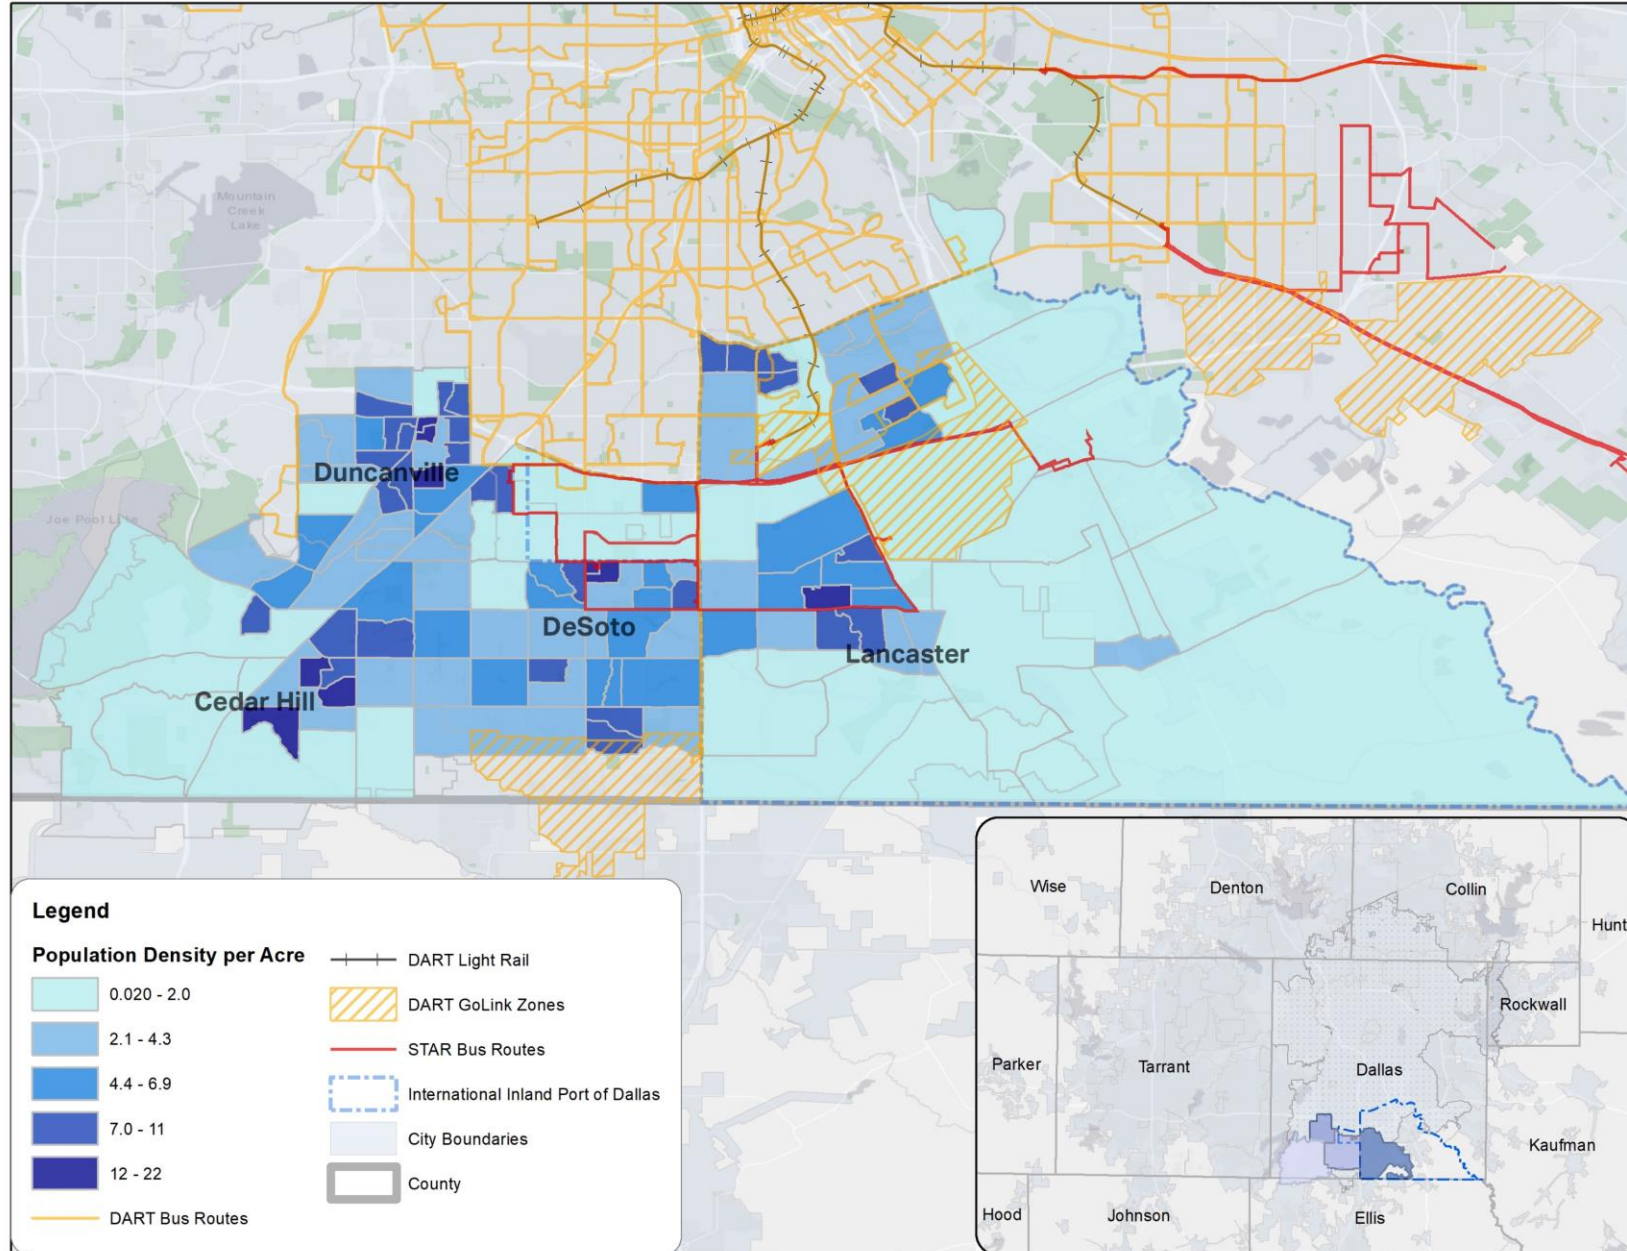 Mountain
Creek
Lake
Duncanville
Joe Pool Lake
DeSoto
Lancaster
Cedar Hill
Legend
Population Density per Acre
0.020 - 2.0
2.1 - 4.3
4.4 - 6.9
7.0 - 11
12 - 22
DART Bus Routes
DART Light Rail
DART GoLink Zones
STAR Bus Routes
International Inland Port of Dallas
City Boundaries
County
Wise
Denton
Collin
Hunt
Rockwall
Parker
Tarrant
Dallas
Kaufman
Hood
Johnson
Ellis